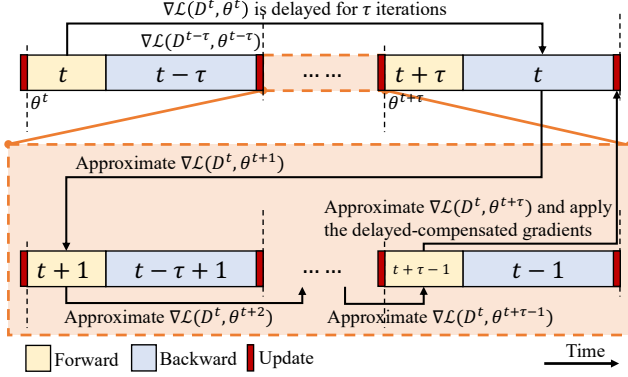 ∇ℒ(D^t, θ^t) is delayed for τ iterations
∇ℒ(D^{t−τ}, θ^{t−τ})
t
t − τ
... ...
t + τ
t
θ^t
θ^{t+τ}
Approximate ∇ℒ(D^t, θ^{t+1})
Approximate ∇ℒ(D^t, θ^{t+τ}) and apply
the delayed-compensated gradients
t + 1
t − τ + 1
... ...
t + τ − 1
t − 1
Approximate ∇ℒ(D^t, θ^{t+2})
Approximate ∇ℒ(D^t, θ^{t+τ−1})
Forward
Backward
Update
Time